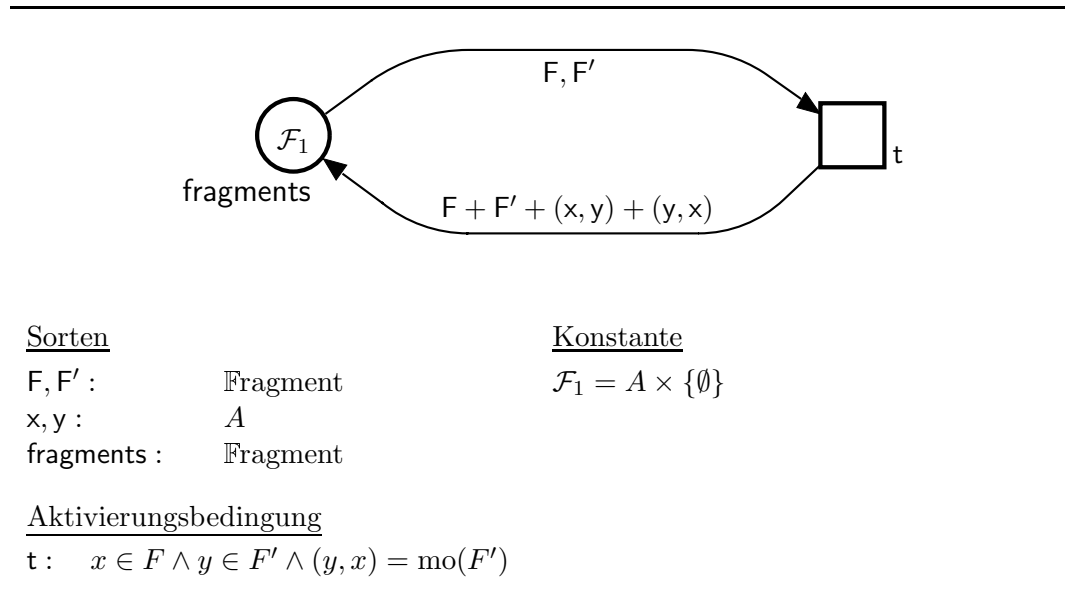 F, F′
ℱ₁
t
fragments
F + F′ + (x, y) + (y, x)
Sorten
Konstante
F, F′ : 𝔽ragment
ℱ₁ = A × {∅}
x, y : A
fragments : 𝔽ragment
Aktivierungsbedingung
t : x ∈ F ∧ y ∈ F′ ∧ (y, x) = mo(F′)